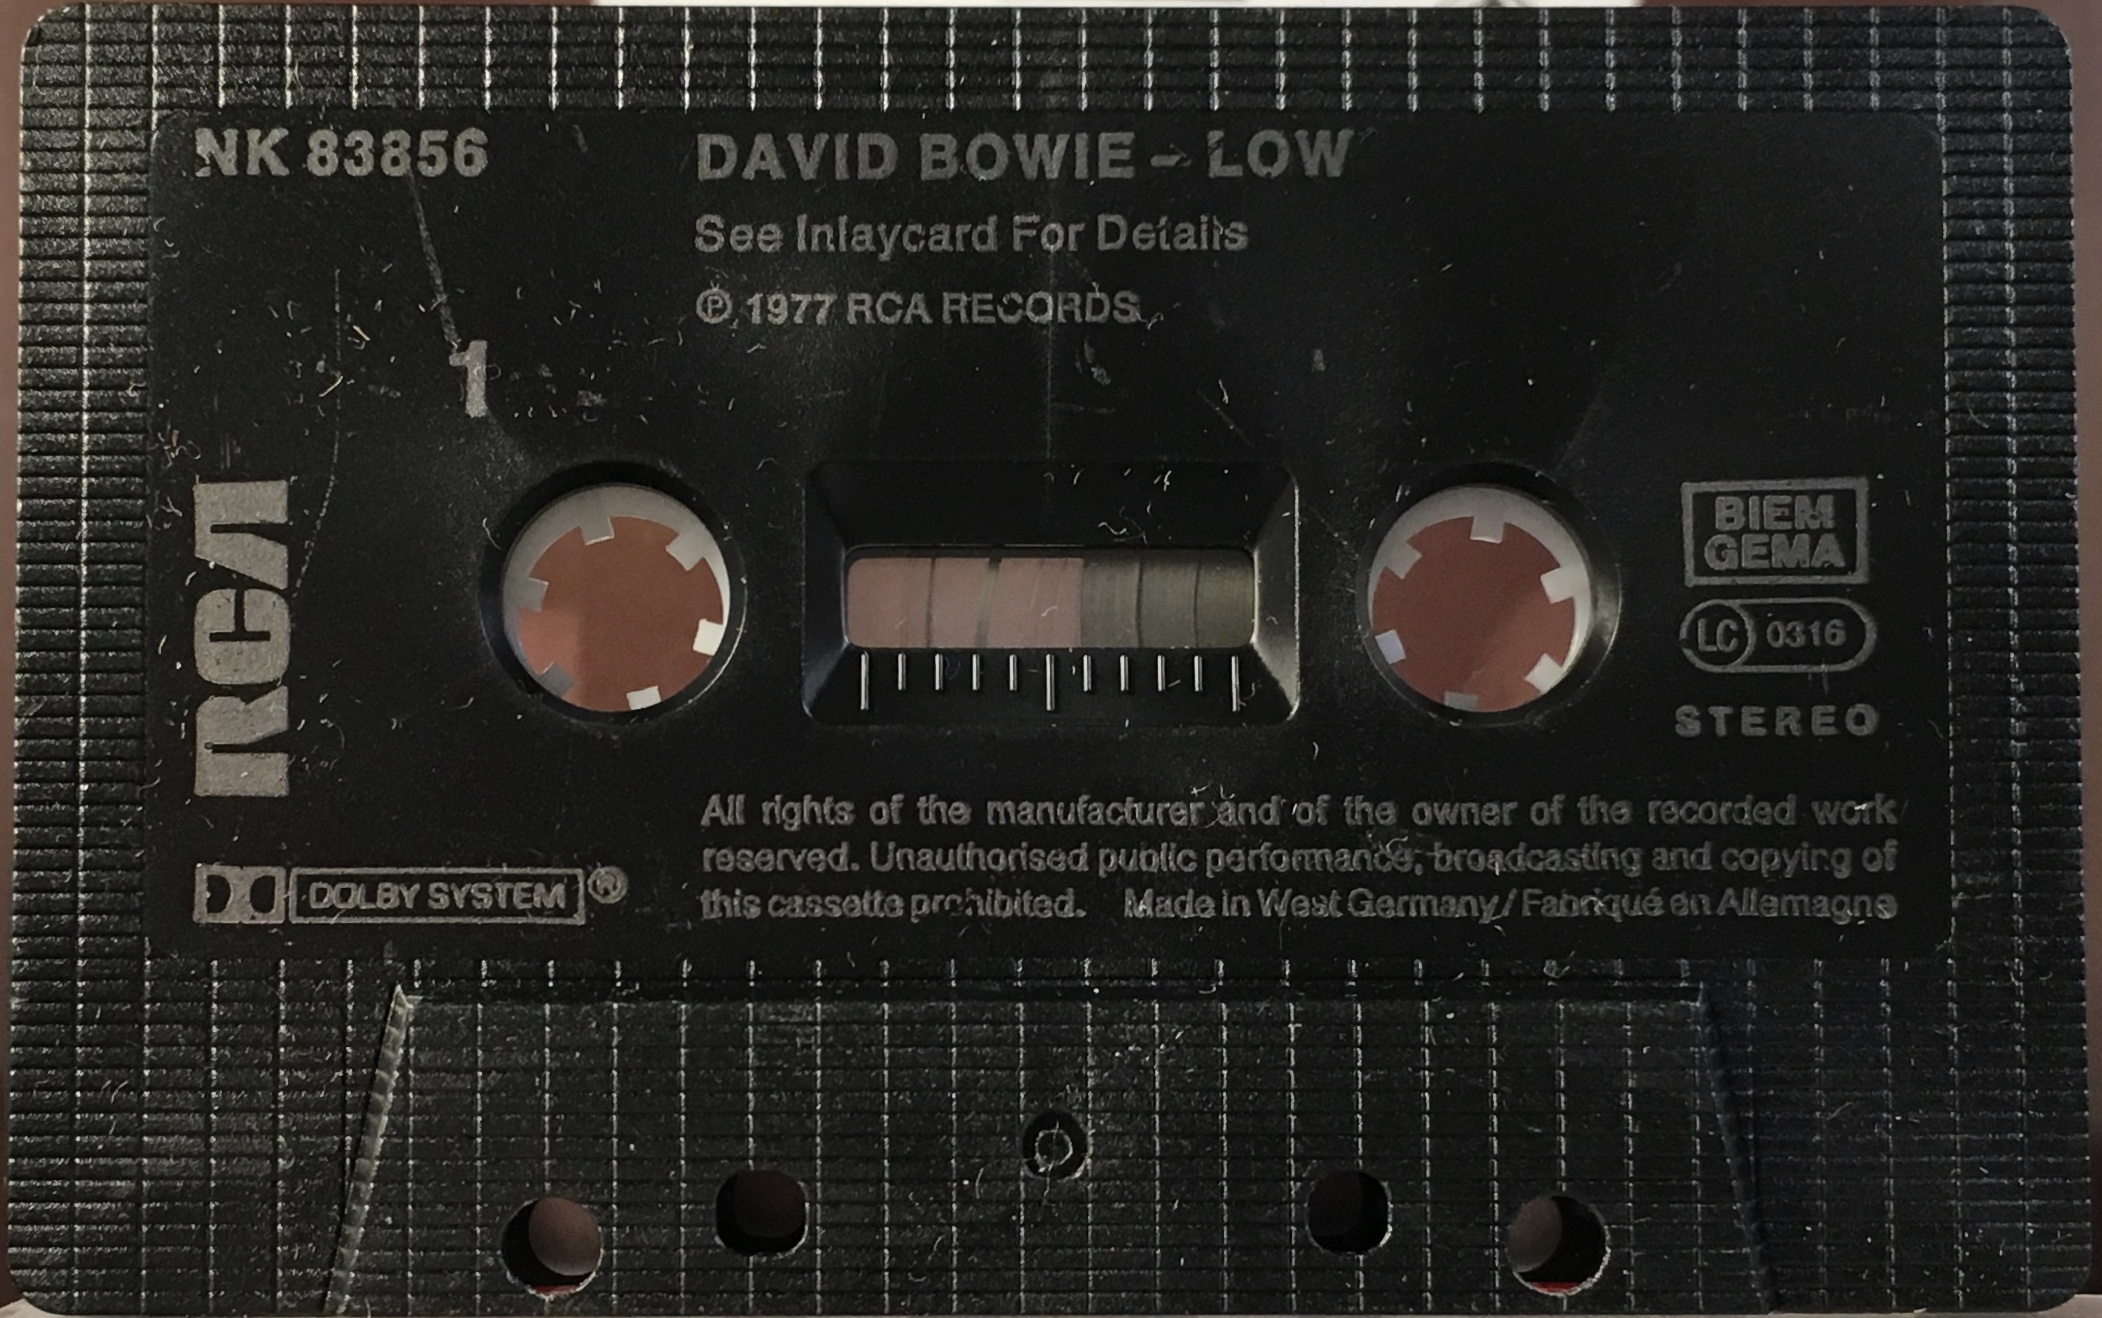 NK 83856
DAVID BOWIE - LOW
See Inlaycard For Details
℗ 1977 RCA RECORDS
1
RCA
BIEM
GEMA
LC 0316
STEREO
All rights of the manufacturer and of the owner of the recorded work
reserved. Unauthorised public performance, broadcasting and copying of
this cassette prohibited. Made in West Germany/Fabriqué en Allemagne
DOLBY SYSTEM®